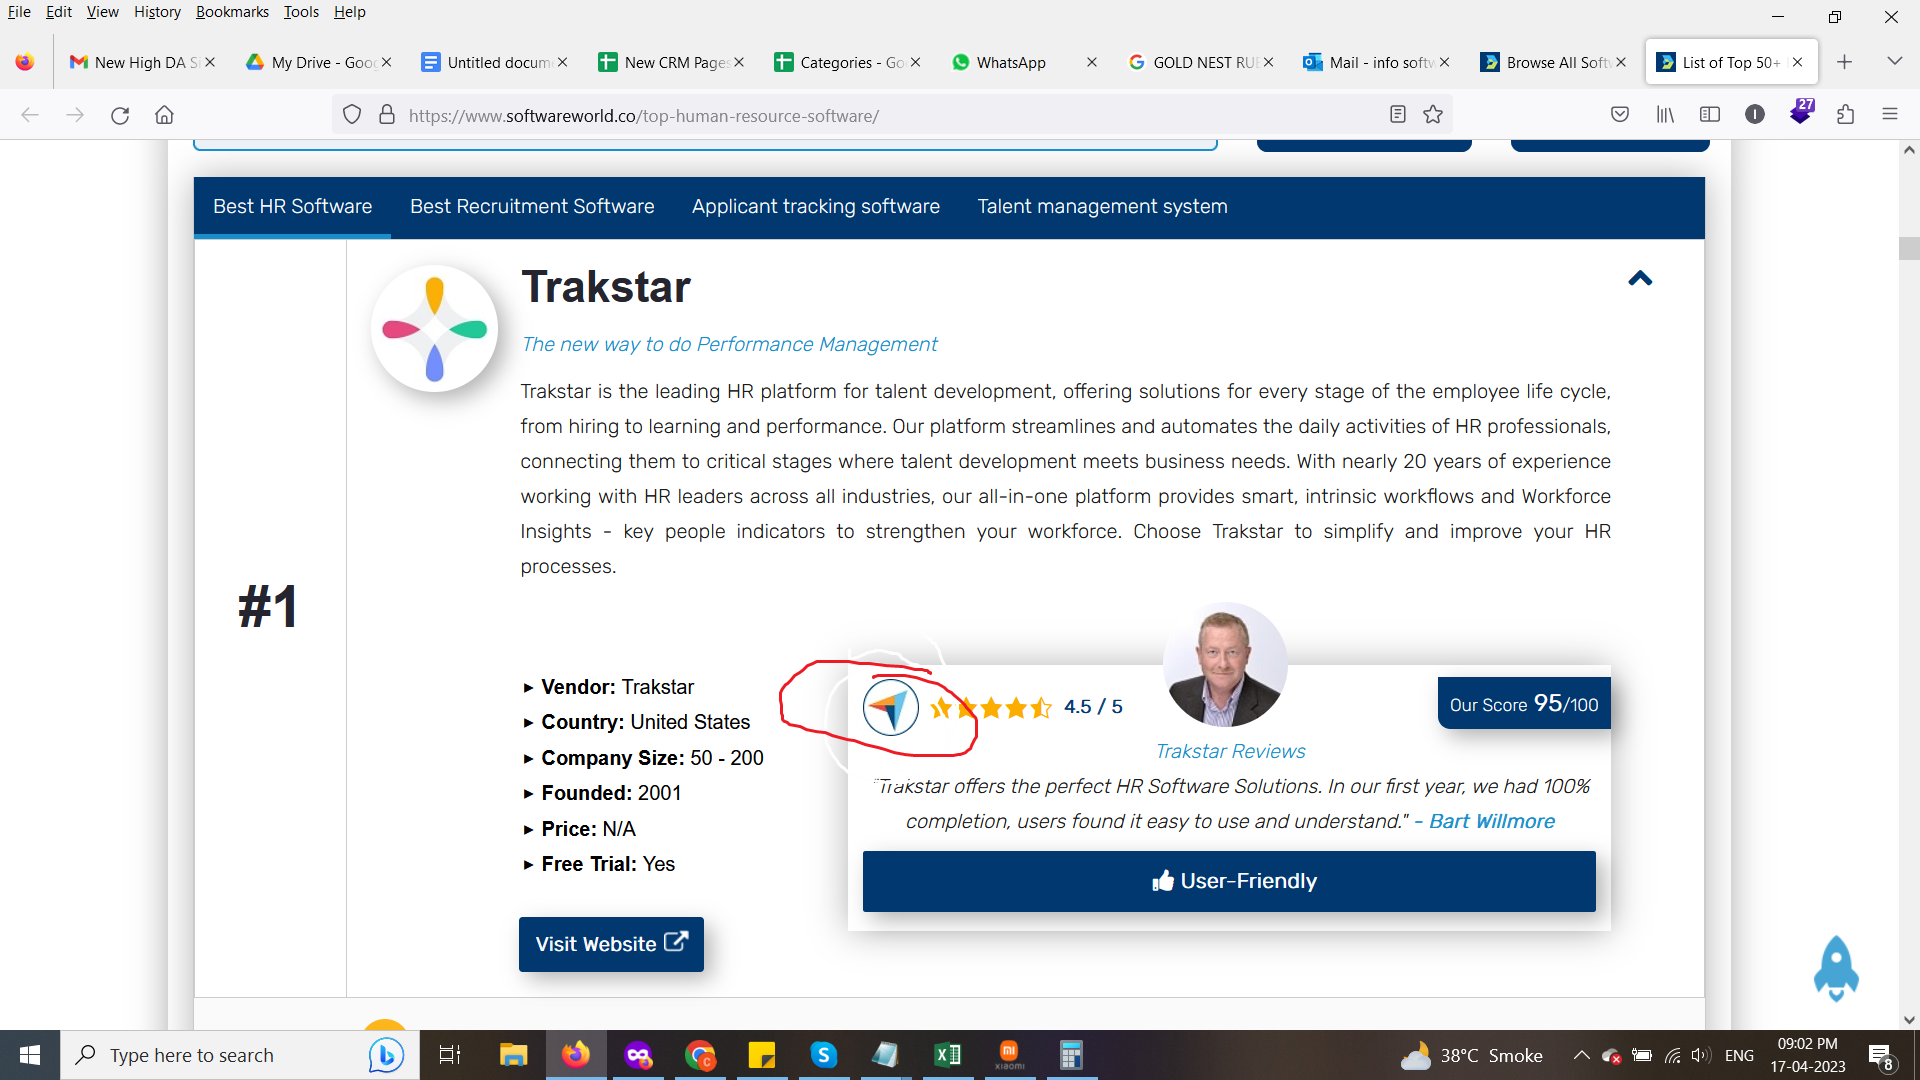 File Edit View History Bookmarks Tools Help
New High DA S
My Drive - Goog
Untitled docum
New CRM Pages
Categories - Go
WhatsApp
GOLD NEST RU
Mail - info softw
Browse All Softw
List of Top 50+
https://www.softwareworld.co/top-human-resource-software/
I
27
Best HR Software Best Recruitment Software Applicant tracking software Talent management system
#1
Trakstar
The new way to do Performance Management
Trakstar is the leading HR platform for talent development, offering solutions for every stage of the employee life cycle,
from hiring to learning and performance. Our platform streamlines and automates the daily activities of HR professionals,
connecting them to critical stages where talent development meets business needs. With nearly 20 years of experience
working with HR leaders across all industries, our all-in-one platform provides smart, intrinsic workflows and Workforce
Insights - key people indicators to strengthen your workforce. Choose Trakstar to simplify and improve your HR
processes.
► Vendor: Trakstar
► Country: United States
► Company Size: 50 - 200
► Founded: 2001
► Price: N/A
► Free Trial: Yes
Visit Website
4.5 / 5
Our Score 95/100
Trakstar Reviews
"Trakstar offers the perfect HR Software Solutions. In our first year, we had 100%
completion, users found it easy to use and understand." - Bart Willmore
User-Friendly
Type here to search
C
S
X
mi
xiaomi
38°C Smoke
ENG
09:02 PM
17-04-2023
8